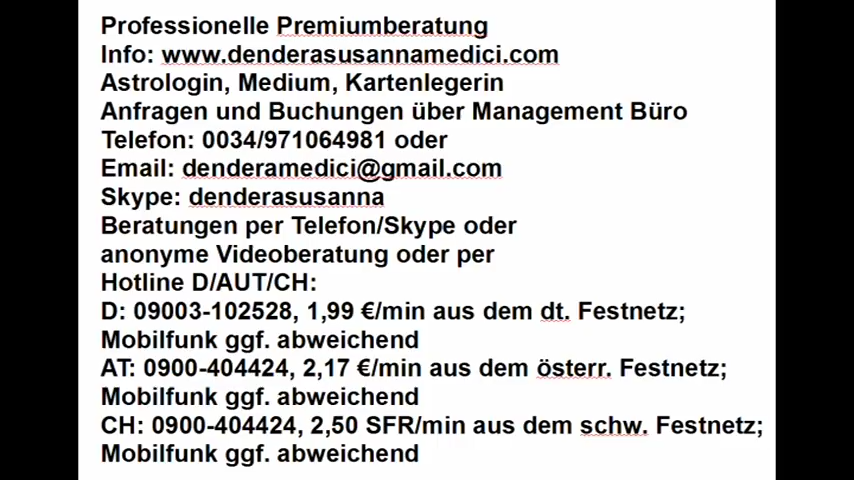 Professionelle Premiumberatung
Info: www.denderasusannamedici.com
Astrologin, Medium, Kartenlegerin
Anfragen und Buchungen über Management Büro
Telefon: 0034/971064981 oder
Email: denderamedici@gmail.com
Skype: denderasusanna
Beratungen per Telefon/Skype oder
anonyme Videoberatung oder per
Hotline D/AUT/CH:
D: 09003-102528, 1,99 €/min aus dem dt. Festnetz;
Mobilfunk ggf. abweichend
AT: 0900-404424, 2,17 €/min aus dem österr. Festnetz;
Mobilfunk ggf. abweichend
CH: 0900-404424, 2,50 SFR/min aus dem schw. Festnetz;
Mobilfunk ggf. abweichend